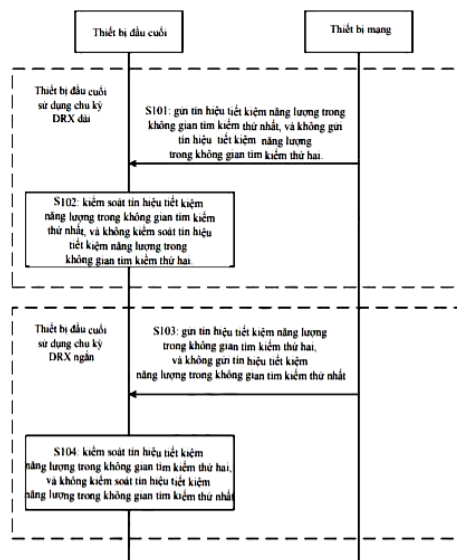 Thiết bị đầu cuối
Thiết bị mạng
Thiết bị đầu cuối
sử dụng chu kỳ
DRX dài
S101: gửi tín hiệu tiết kiệm năng lượng trong
không gian tìm kiếm thứ nhất, và không gửi
tín hiệu tiết kiệm năng lượng
trong không gian tìm kiếm thứ hai.
S102: kiểm soát tín hiệu tiết kiệm
năng lượng trong không gian tìm kiếm
thứ nhất, và không kiểm soát tín hiệu
tiết kiệm năng lượng trong
không gian tìm kiếm thứ hai.
Thiết bị đầu cuối
sử dụng chu kỳ
DRX ngắn
S103: gửi tín hiệu tiết kiệm năng lượng
trong không gian tìm kiếm thứ hai,
và không gửi tín hiệu tiết kiệm
năng lượng trong không gian tìm kiếm thứ nhất
S104: kiểm soát tín hiệu tiết kiệm
năng lượng trong không gian tìm kiếm thứ hai,
và không kiểm soát tín hiệu tiết kiệm
năng lượng trong không gian tìm kiếm thứ nhất